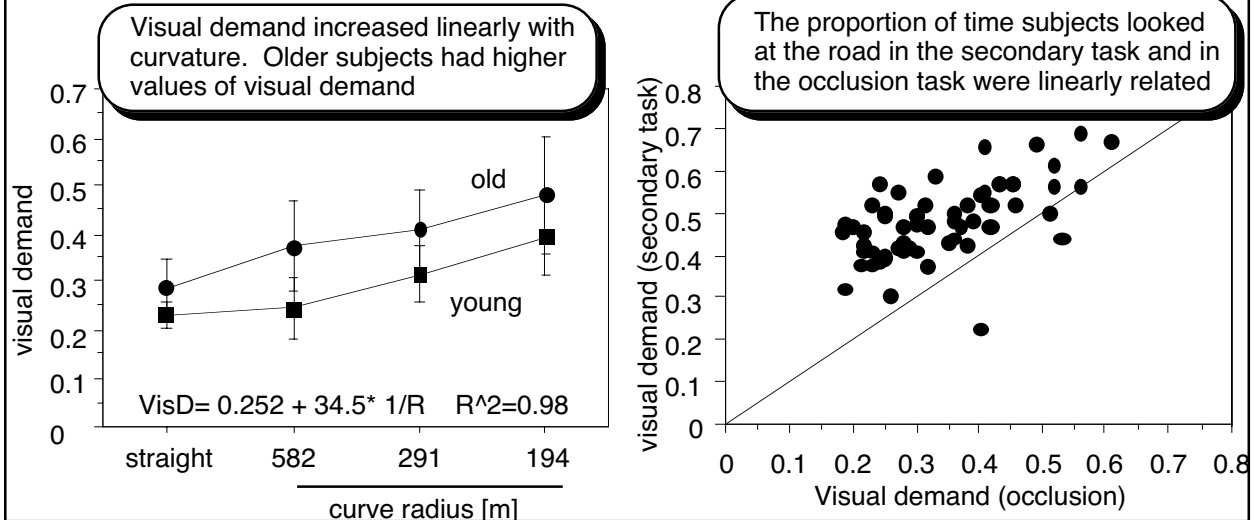 Visual demand increased linearly with
curvature. Older subjects had higher
values of visual demand
0.7
0.6
0.5
0.4
0.3
0.2
0.1
0
visual demand
old
young
VisD= 0.252 + 34.5* 1/R R^2=0.98
straight 582 291 194
curve radius [m]
The proportion of time subjects looked
at the road in the secondary task and in
the occlusion task were linearly related
0.8
0.7
0.6
0.5
0.4
0.3
0.2
0.1
0
visual demand (secondary task)
0 0.1 0.2 0.3 0.4 0.5 0.6 0.7 0.8
Visual demand (occlusion)